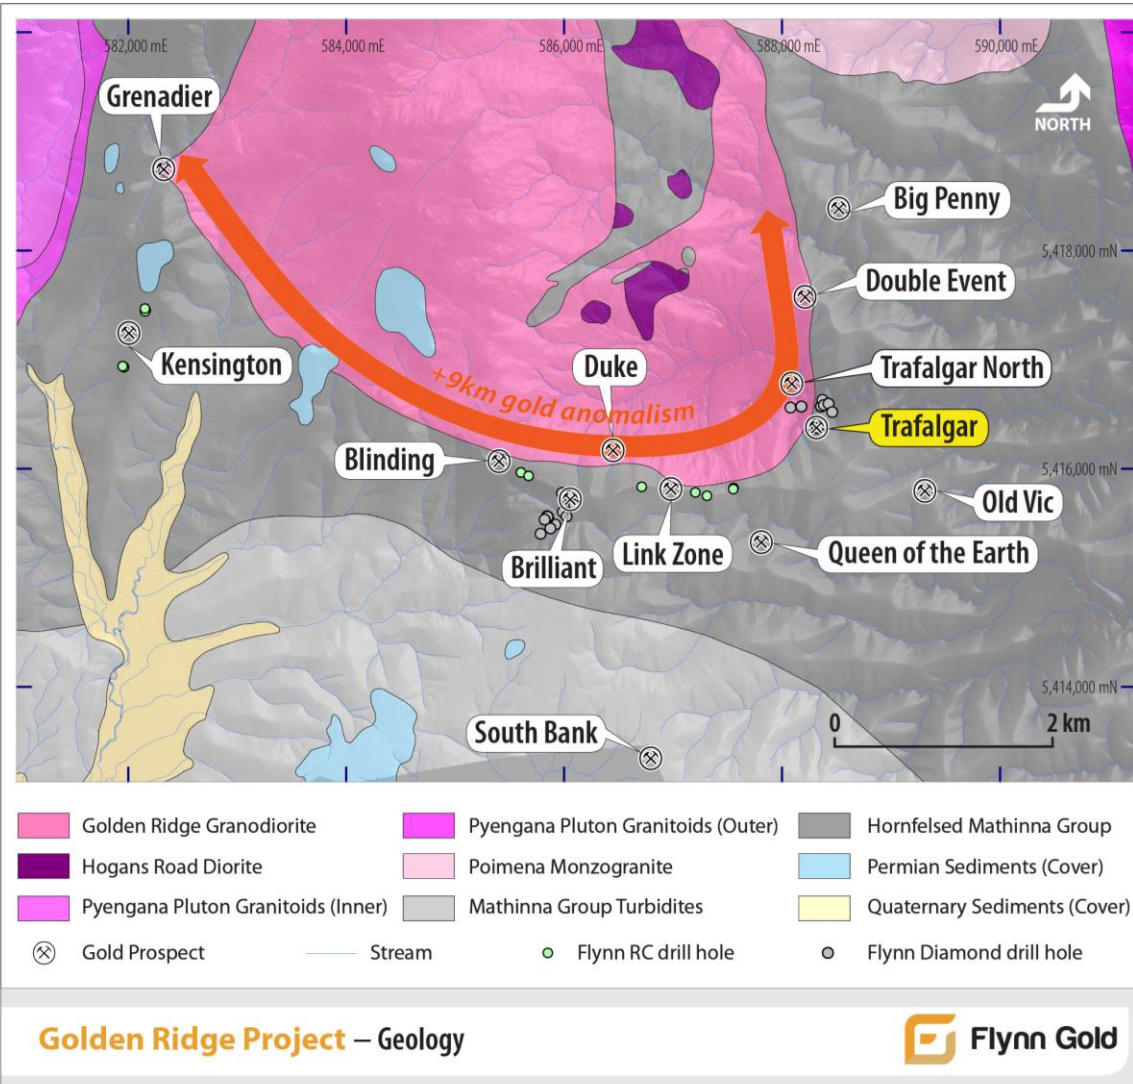 582,000 mE
584,000 mE
586,000 mE
588,000 mE
590,000 mE
Grenadier
NORTH
Big Penny
5,418,000 mN
Double Event
Kensington
Duke
Trafalgar North
+9km gold anomalism
Trafalgar
Blinding
5,416,000 mN
Old Vic
Brilliant
Link Zone
Queen of the Earth
5,414,000 mN
South Bank
0 2 km
Golden Ridge Granodiorite
Pyengana Pluton Granitoids (Outer)
Hornfelsed Mathinna Group
Hogans Road Diorite
Poimena Monzogranite
Permian Sediments (Cover)
Pyengana Pluton Granitoids (Inner)
Mathinna Group Turbidites
Quaternary Sediments (Cover)
Gold Prospect
Stream
Flynn RC drill hole
Flynn Diamond drill hole
Golden Ridge Project – Geology
Flynn Gold